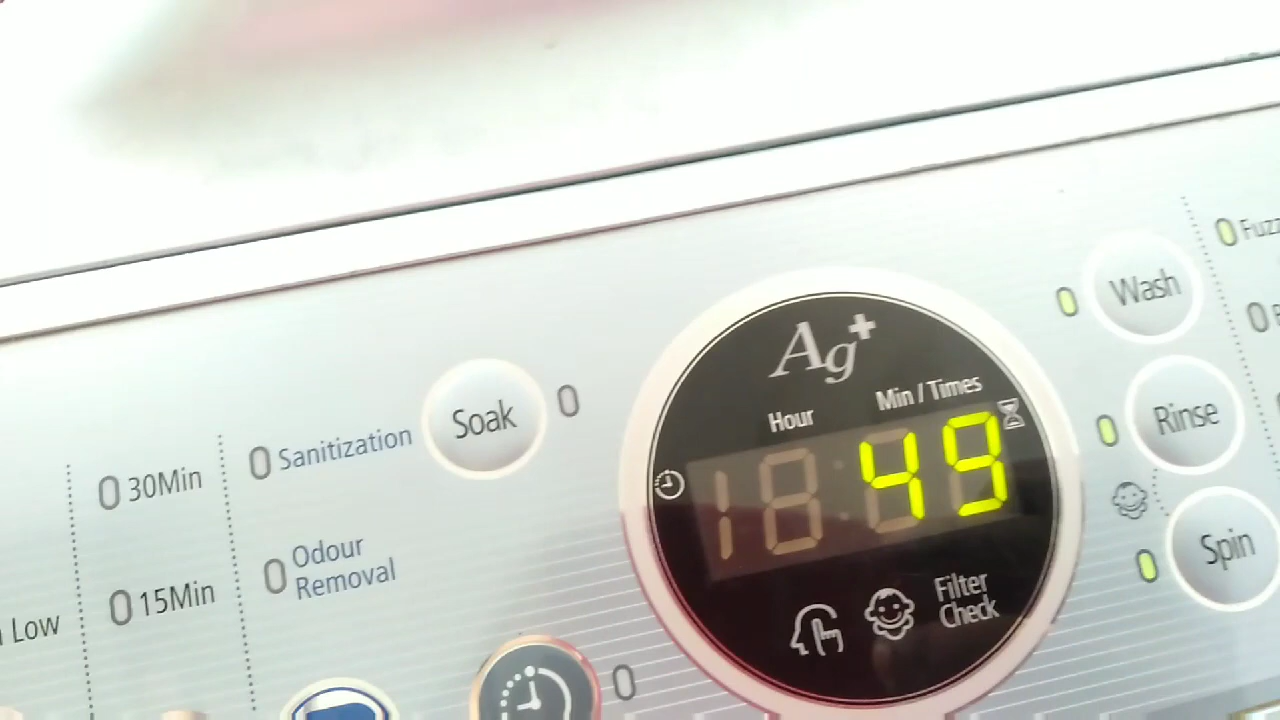 Ag+
Hour
Min / Times
49
Filter
Check
Soak
Sanitization
Odour
Removal
30Min
15Min
Low
Wash
Rinse
Spin